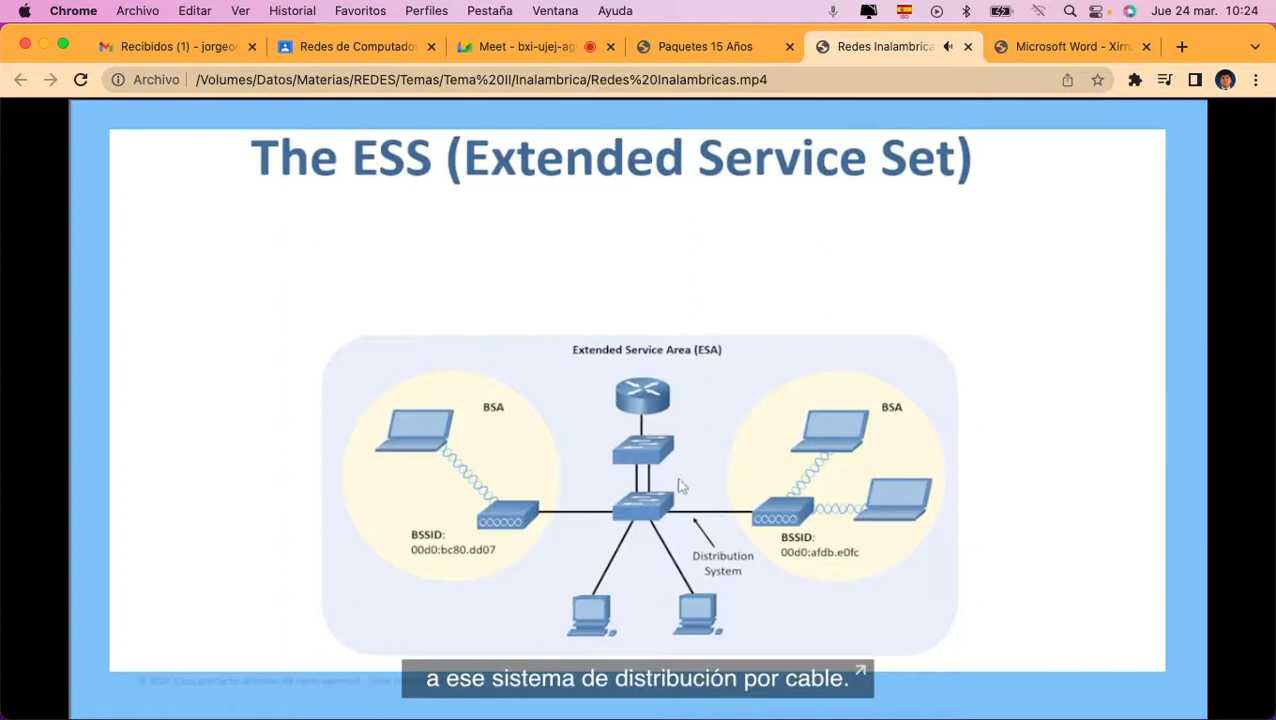 Chrome Archivo Editar Ver Historial Favoritos Perfiles Pestaña Ventana Ayuda ISO Jue 24 mar. 10:24
Recibidos (1) - jorgeor Redes de Computado Meet - bxi-ujej-ag Paquetes 15 Años Redes Inalambrica Microsoft Word - Xirru
Archivo /Volumes/Datos/Materias/REDES/Temas/Tema%20II/Inalambrica/Redes%20Inalambricas.mp4
The ESS (Extended Service Set)
Extended Service Area (ESA)
BSA
BSA
BSSID:
00d0:bc80.dd07
BSSID:
00d0:afdb.e0fc
Distribution
System
a ese sistema de distribución por cable.